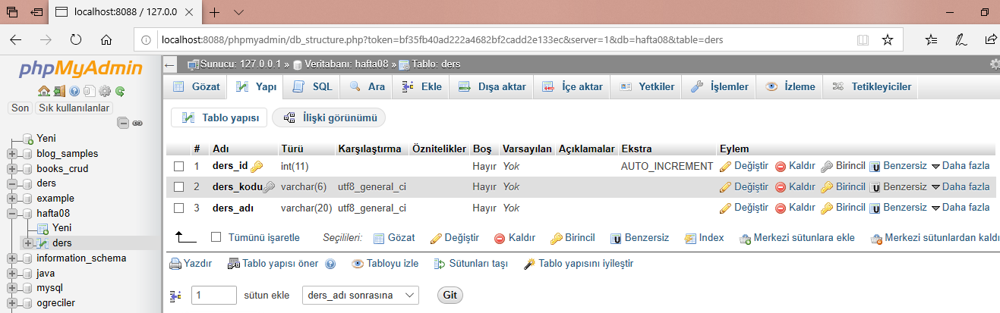 localhost:8088 / 127.0.0
localhost:8088/phpmyadmin/db_structure.php?token=bf35fb40ad222a4682bf2cadd2e133ec&server=1&db=hafta08&table=ders
phpMyAdmin
Son Sık kullanılanlar
Yeni
blog_samples
books_crud
ders
example
hafta08
Yeni
ders
information_schema
java
mysql
ogreciler
Sunucu: 127.0.0.1 » Veritabanı: hafta08 » Tablo: ders
Gözat Yapı SQL Ara Ekle Dışa aktar İçe aktar Yetkiler İşlemler İzleme Tetikleyiciler
Tablo yapısı İlişki görünümü
# Adı Türü Karşılaştırma Öznitelikler Boş Varsayılan Açıklamalar Ekstra Eylem
1 ders_id int(11) Hayır Yok AUTO_INCREMENT Değiştir Kaldır Birincil Benzersiz Daha fazla
2 ders_kodu varchar(6) utf8_general_ci Hayır Yok Değiştir Kaldır Birincil Benzersiz Daha fazla
3 ders_adı varchar(20) utf8_general_ci Hayır Yok Değiştir Kaldır Birincil Benzersiz Daha fazla
Tümünü işaretle Seçilileri: Gözat Değiştir Kaldır Birincil Benzersiz Index Merkezi sütunlara ekle Merkezi sütunlardan kaldı
Yazdır Tablo yapısı öner Tabloyu izle Sütunları taşı Tablo yapısını iyileştir
1 sütun ekle ders_adı sonrasına Git